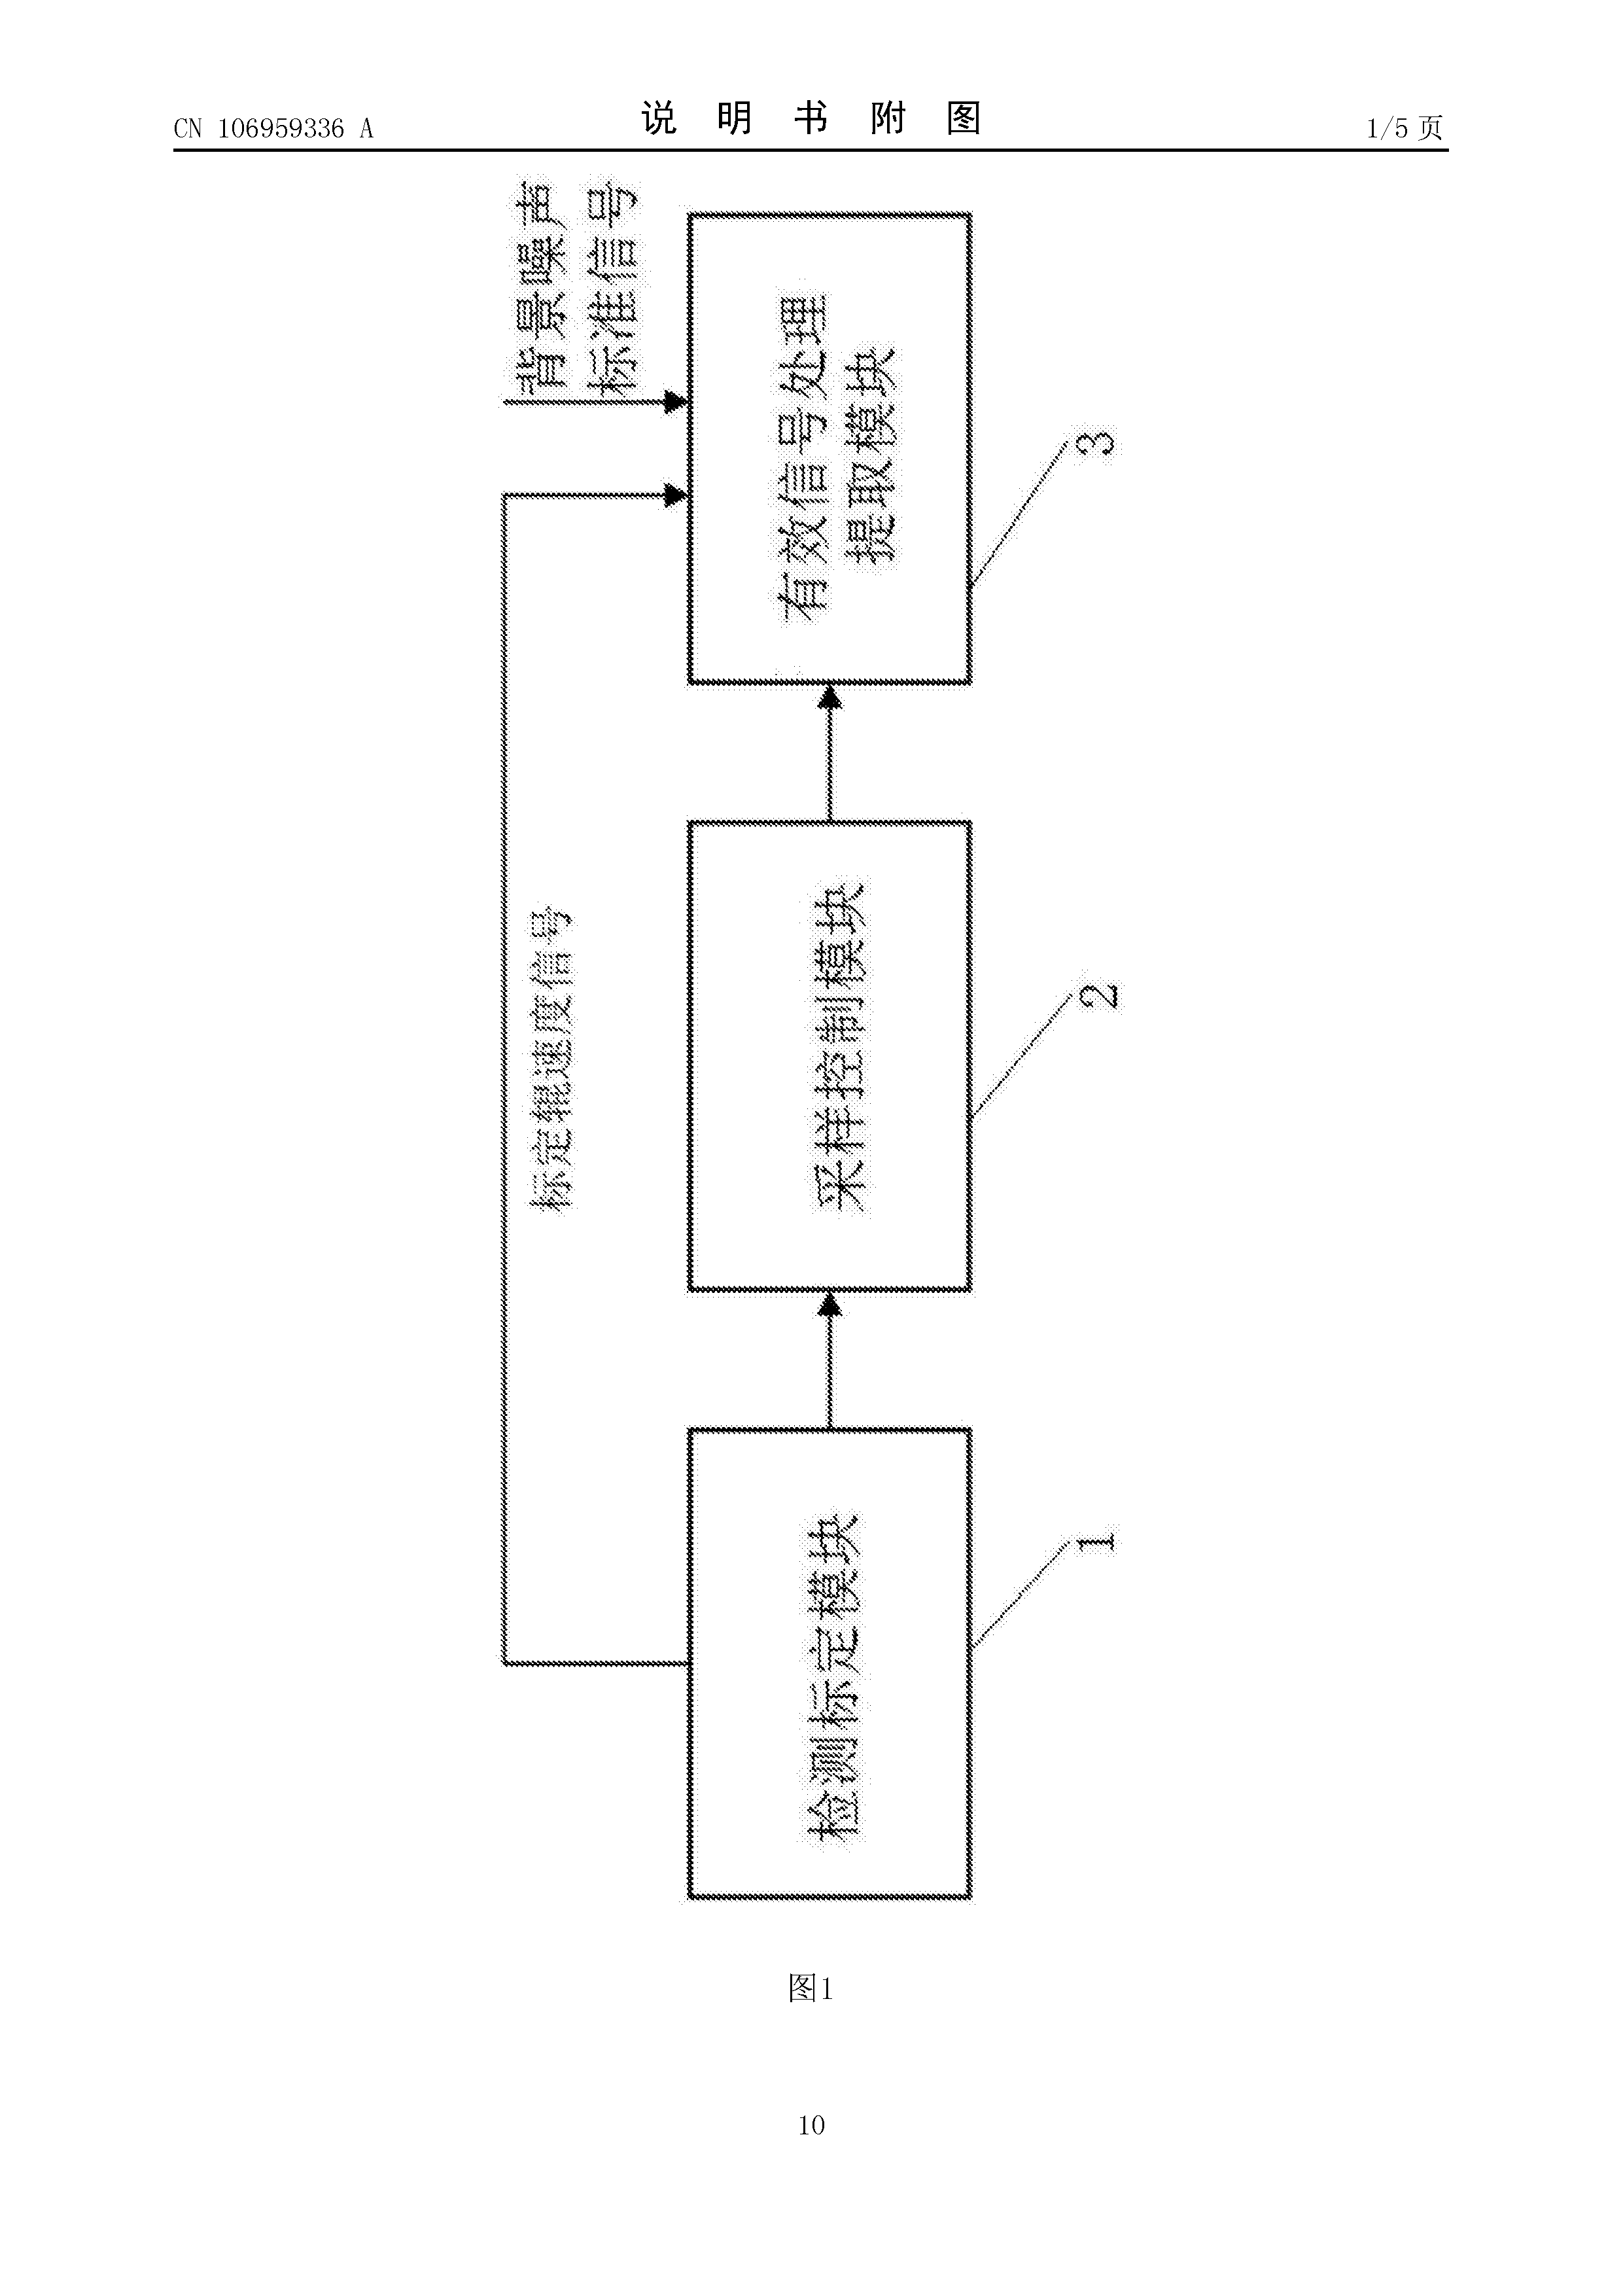 CN 106959336 A
说明书附图
1/5 页
背景噪声
标准信号
标定辊速度信号
检测标定模块
采样控制模块
有效信号处理
提取模块
1
2
3
图1
10